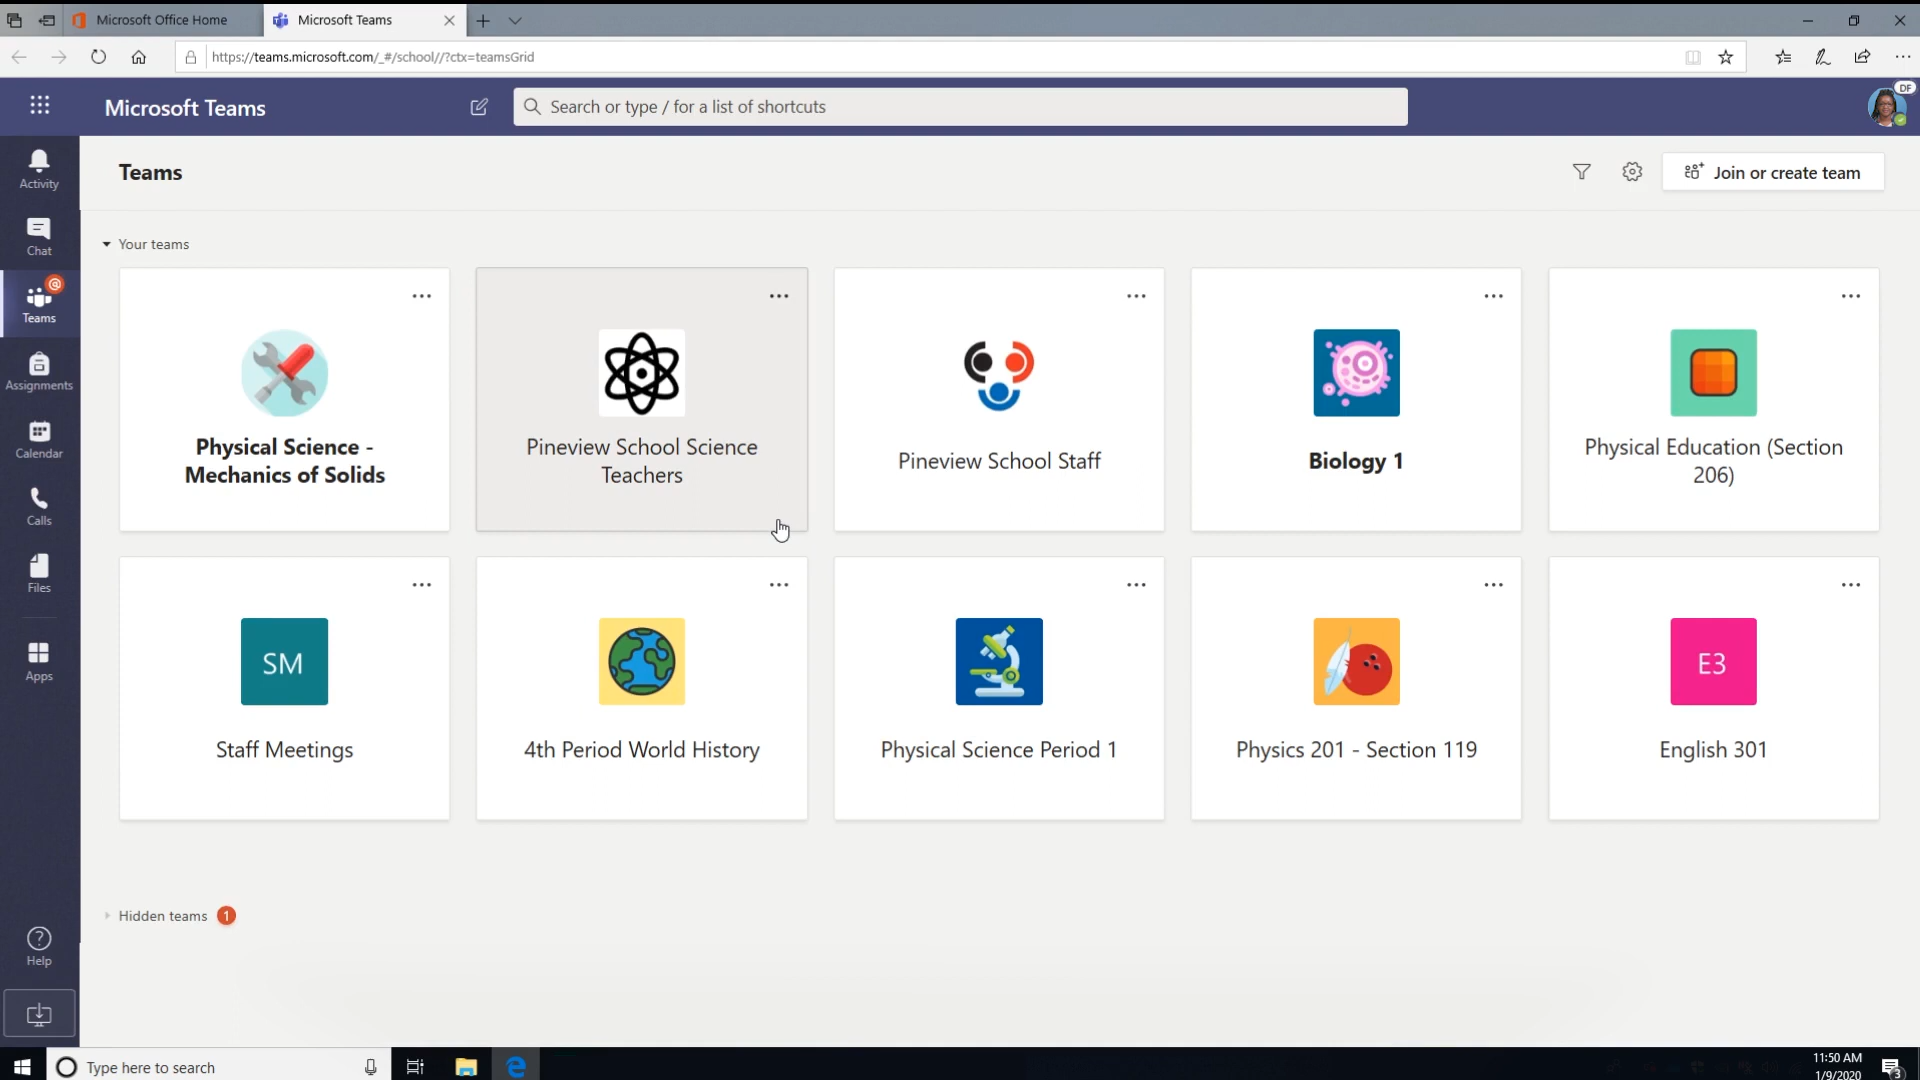 Microsoft Office Home
Microsoft Teams
https://teams.microsoft.com/_#/school//?ctx=teamsGrid
Microsoft Teams
Search or type / for a list of shortcuts
DF
Activity
Chat
@
Teams
Assignments
Calendar
Calls
Files
Apps
Help
Teams
Join or create team
Your teams
Physical Science -
Mechanics of Solids
Pineview School Science
Teachers
Pineview School Staff
Biology 1
Physical Education (Section
206)
SM
Staff Meetings
4th Period World History
Physical Science Period 1
Physics 201 - Section 119
E3
English 301
Hidden teams 1
Type here to search
11:50 AM
1/9/2020
3